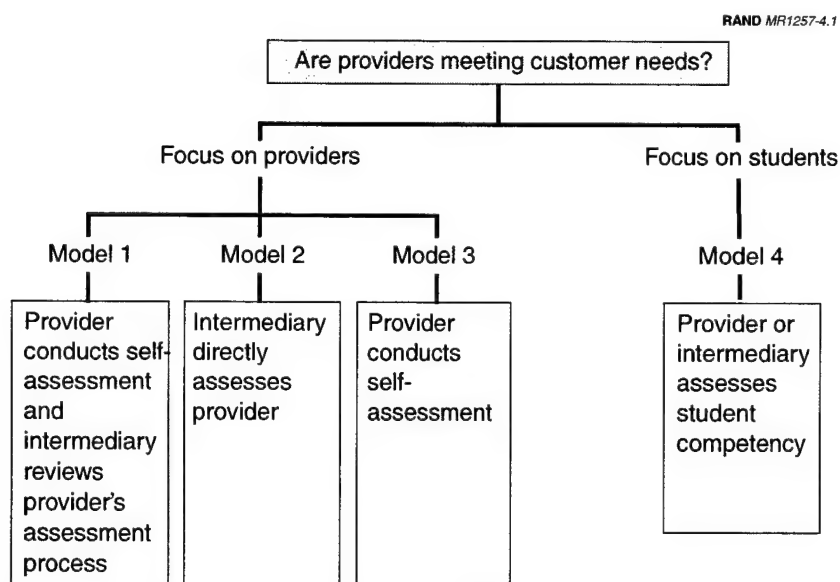 RAND MR1257-4.1
Are providers meeting customer needs?
Focus on providers
Focus on students
Model 1
Model 2
Model 3
Model 4
Provider
conducts self-
assessment
and
intermediary
reviews
provider's
assessment
process
Intermediary
directly
assesses
provider
Provider
conducts
self-
assessment
Provider or
intermediary
assesses
student
competency